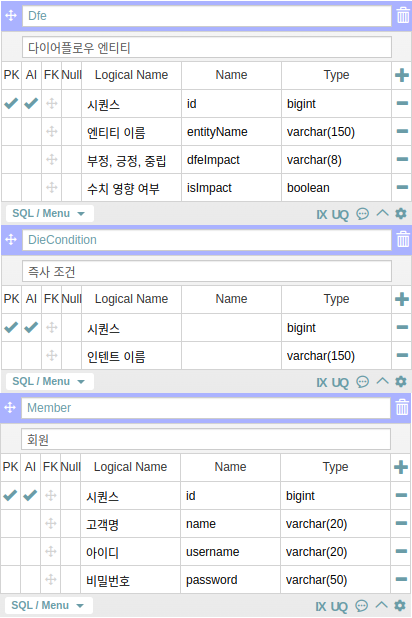 Dfe
다이어플로우 엔티티
PK AI FK Null Logical Name Name Type
시퀀스 id bigint
엔티티 이름 entityName varchar(150)
부정, 긍정, 중립 dfeImpact varchar(8)
수치 영향 여부 isImpact boolean
SQL / Menu IX UQ
DieCondition
즉사 조건
PK AI FK Null Logical Name Name Type
시퀀스 bigint
인텐트 이름 varchar(150)
SQL / Menu IX UQ
Member
회원
PK AI FK Null Logical Name Name Type
시퀀스 id bigint
고객명 name varchar(20)
아이디 username varchar(20)
비밀번호 password varchar(50)
SQL / Menu IX UQ